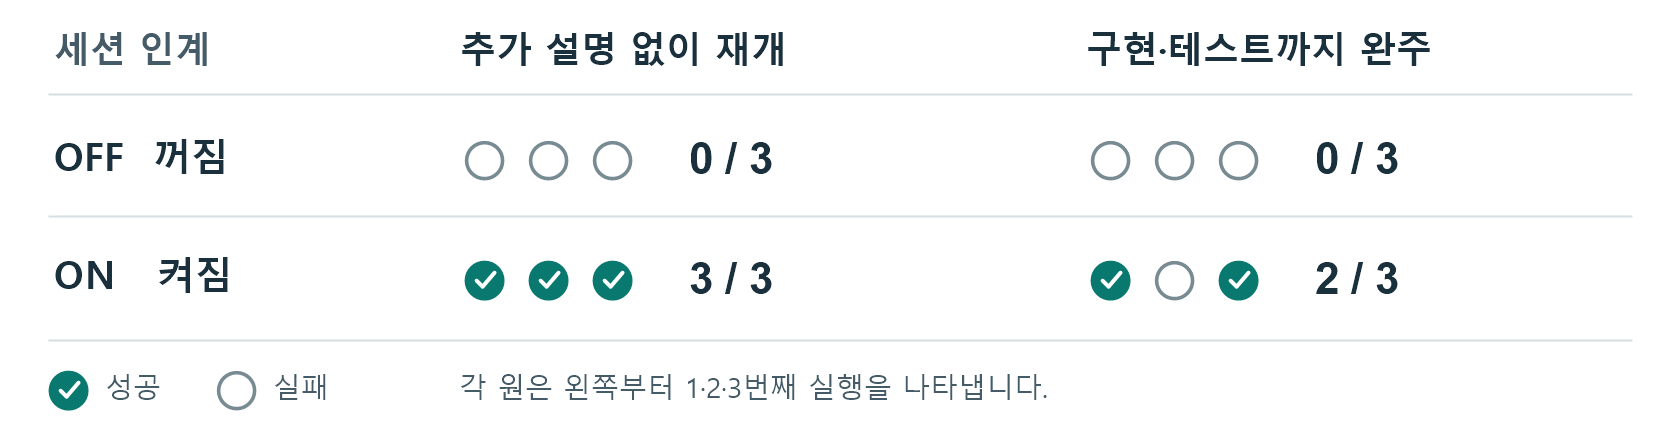 세션 인계 추가 설명 없이 재개 구현·테스트까지 완주
OFF 꺼짐 0 / 3 0 / 3
ON 켜짐 3 / 3 2 / 3
성공 실패 각 원은 왼쪽부터 1·2·3번째 실행을 나타냅니다.